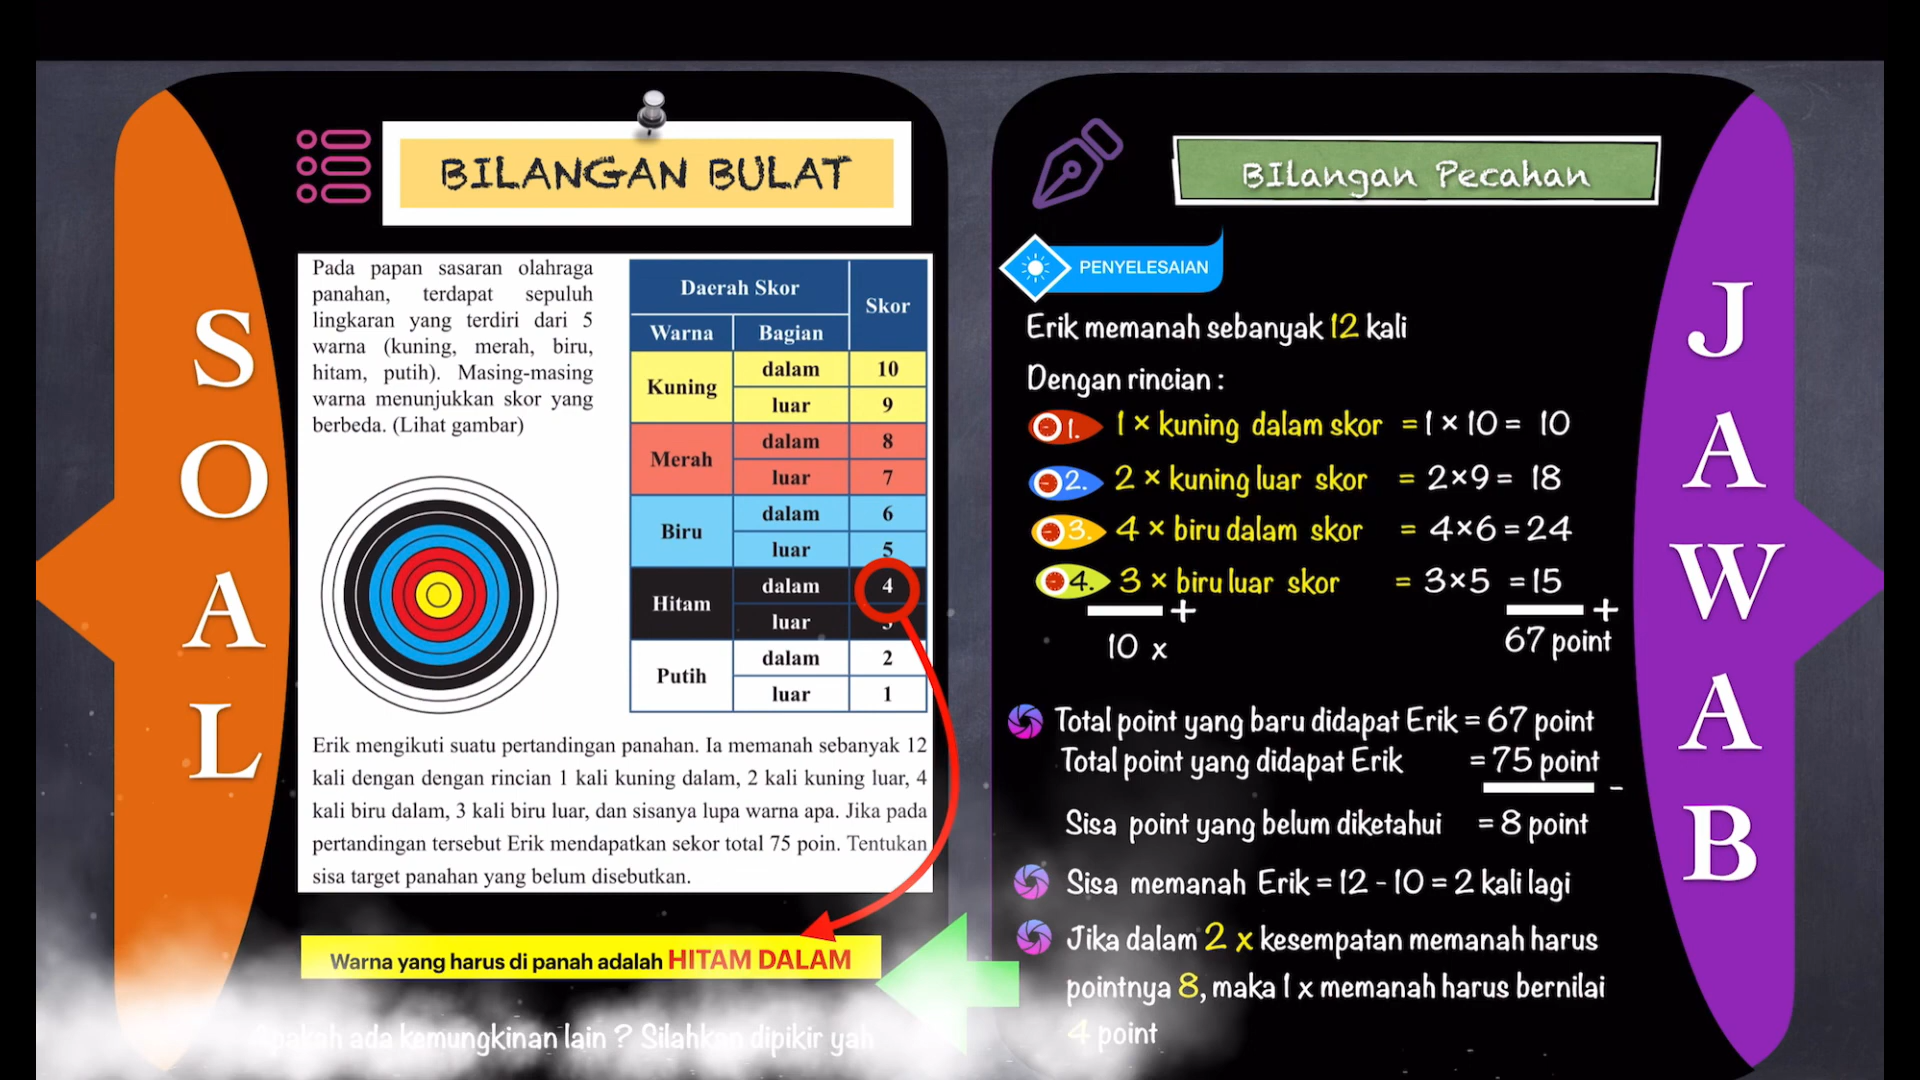 SOAL
BILANGAN BULAT
Pada papan sasaran olahraga
panahan, terdapat sepuluh
lingkaran yang terdiri dari 5
warna (kuning, merah, biru,
hitam, putih). Masing-masing
warna menunjukkan skor yang
berbeda. (Lihat gambar)
Daerah Skor Skor
Warna Bagian
Kuning dalam 10
luar 9
Merah dalam 8
luar 7
Biru dalam 6
luar 5
Hitam dalam 4
luar
Putih dalam 2
luar 1
Erik mengikuti suatu pertandingan panahan. Ia memanah sebanyak 12
kali dengan dengan rincian 1 kali kuning dalam, 2 kali kuning luar, 4
kali biru dalam, 3 kali biru luar, dan sisanya lupa warna apa. Jika pada
pertandingan tersebut Erik mendapatkan sekor total 75 poin. Tentukan
sisa target panahan yang belum disebutkan.
Warna yang harus di panah adalah HITAM DALAM
Apakah ada kemungkinan lain ? Silahkan dipikir yah
BIlangan Pecahan
PENYELESAIAN
Erik memanah sebanyak 12 kali
Dengan rincian :
1. 1 × kuning dalam skor = 1 × 10 = 10
2. 2 × kuning luar skor = 2×9 = 18
3. 4 × biru dalam skor = 4×6 = 24
4. 3 × biru luar skor = 3×5 = 15
+ +
10 x 67 point
Total point yang baru didapat Erik = 67 point
Total point yang didapat Erik = 75 point
-
Sisa point yang belum diketahui = 8 point
Sisa memanah Erik = 12 - 10 = 2 kali lagi
Jika dalam 2 x kesempatan memanah harus
pointnya 8, maka 1 x memanah harus bernilai
4 point
JAWAB